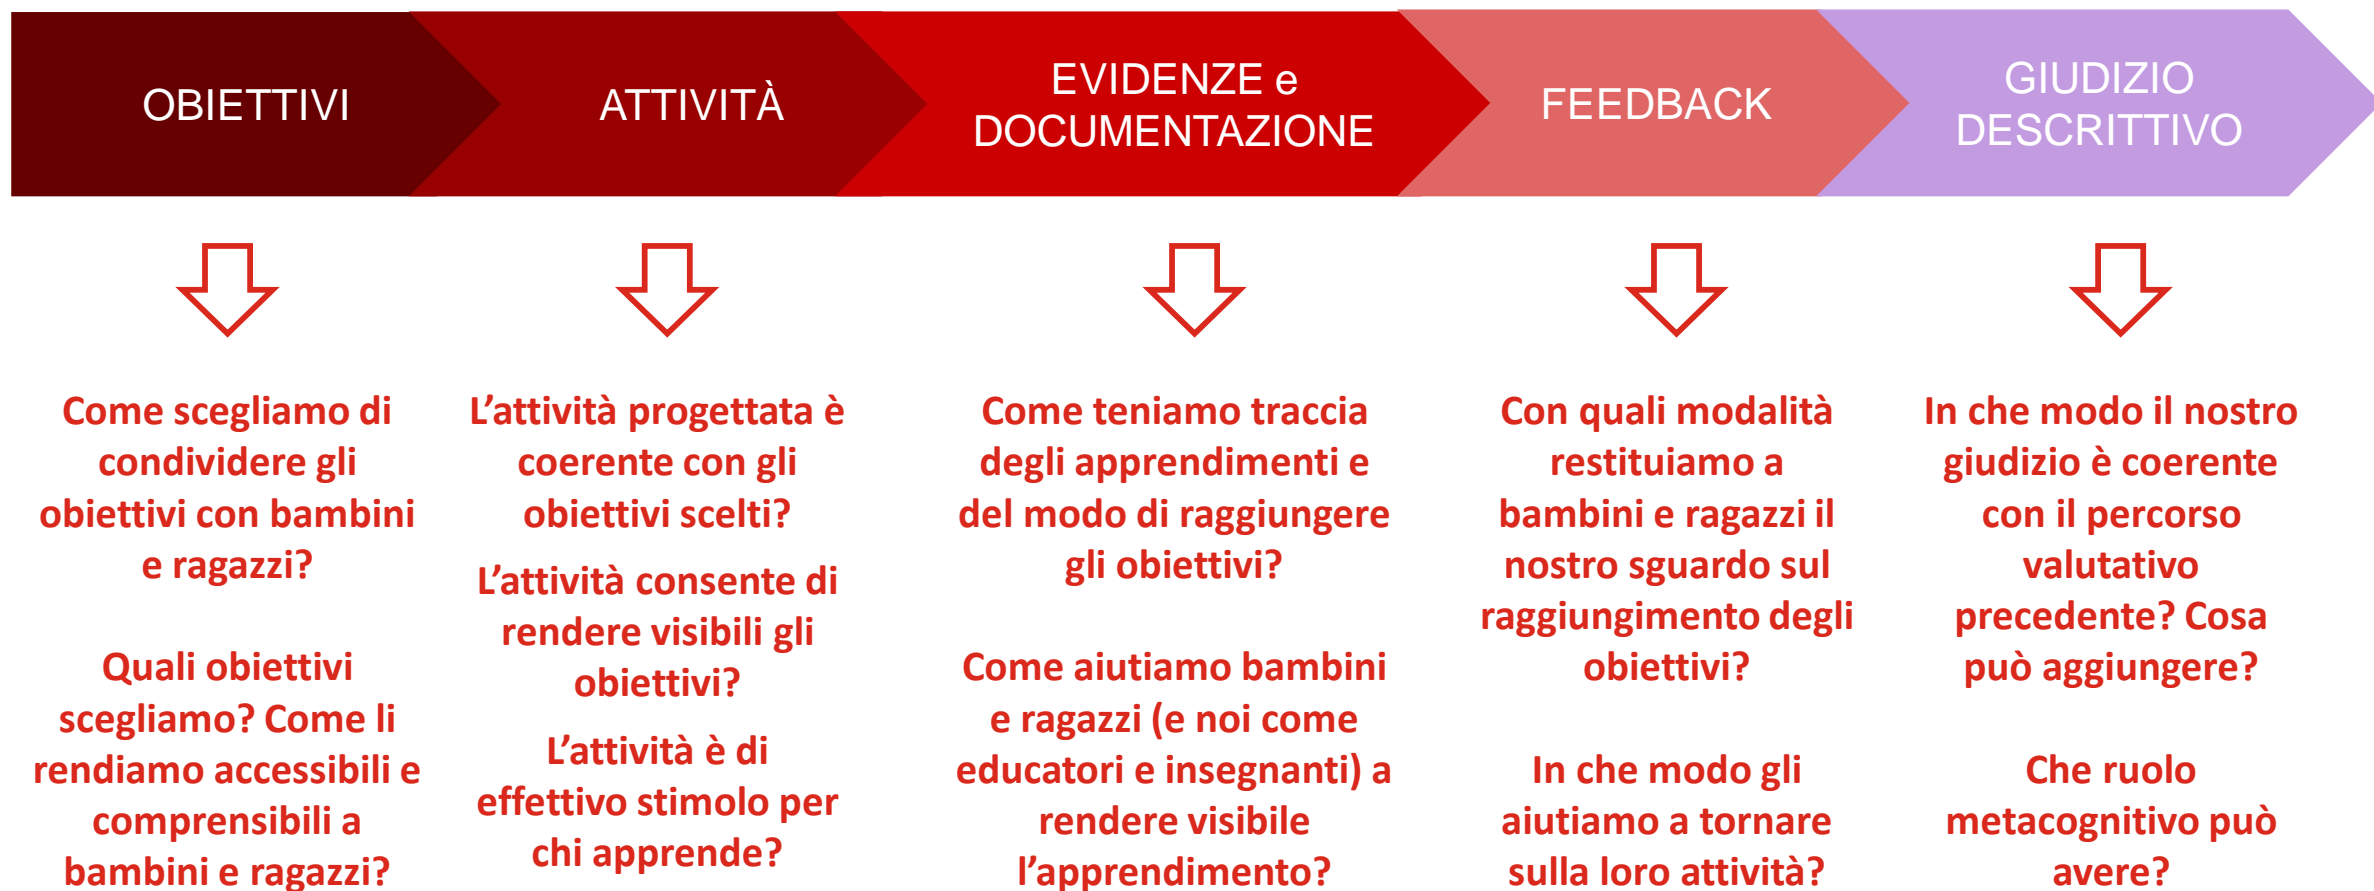 OBIETTIVI
ATTIVITÀ
EVIDENZE e
DOCUMENTAZIONE
FEEDBACK
GIUDIZIO
DESCRITTIVO
Come scegliamo di
condividere gli
obiettivi con bambini
e ragazzi?
Quali obiettivi
scegliamo? Come li
rendiamo accessibili e
comprensibili a
bambini e ragazzi?
L’attività progettata è
coerente con gli
obiettivi scelti?
L’attività consente di
rendere visibili gli
obiettivi?
L’attività è di
effettivo stimolo per
chi apprende?
Come teniamo traccia
degli apprendimenti e
del modo di raggiungere
gli obiettivi?
Come aiutiamo bambini
e ragazzi (e noi come
educatori e insegnanti) a
rendere visibile
l’apprendimento?
Con quali modalità
restituiamo a
bambini e ragazzi il
nostro sguardo sul
raggiungimento degli
obiettivi?
In che modo gli
aiutiamo a tornare
sulla loro attività?
In che modo il nostro
giudizio è coerente
con il percorso
valutativo
precedente? Cosa
può aggiungere?
Che ruolo
metacognitivo può
avere?